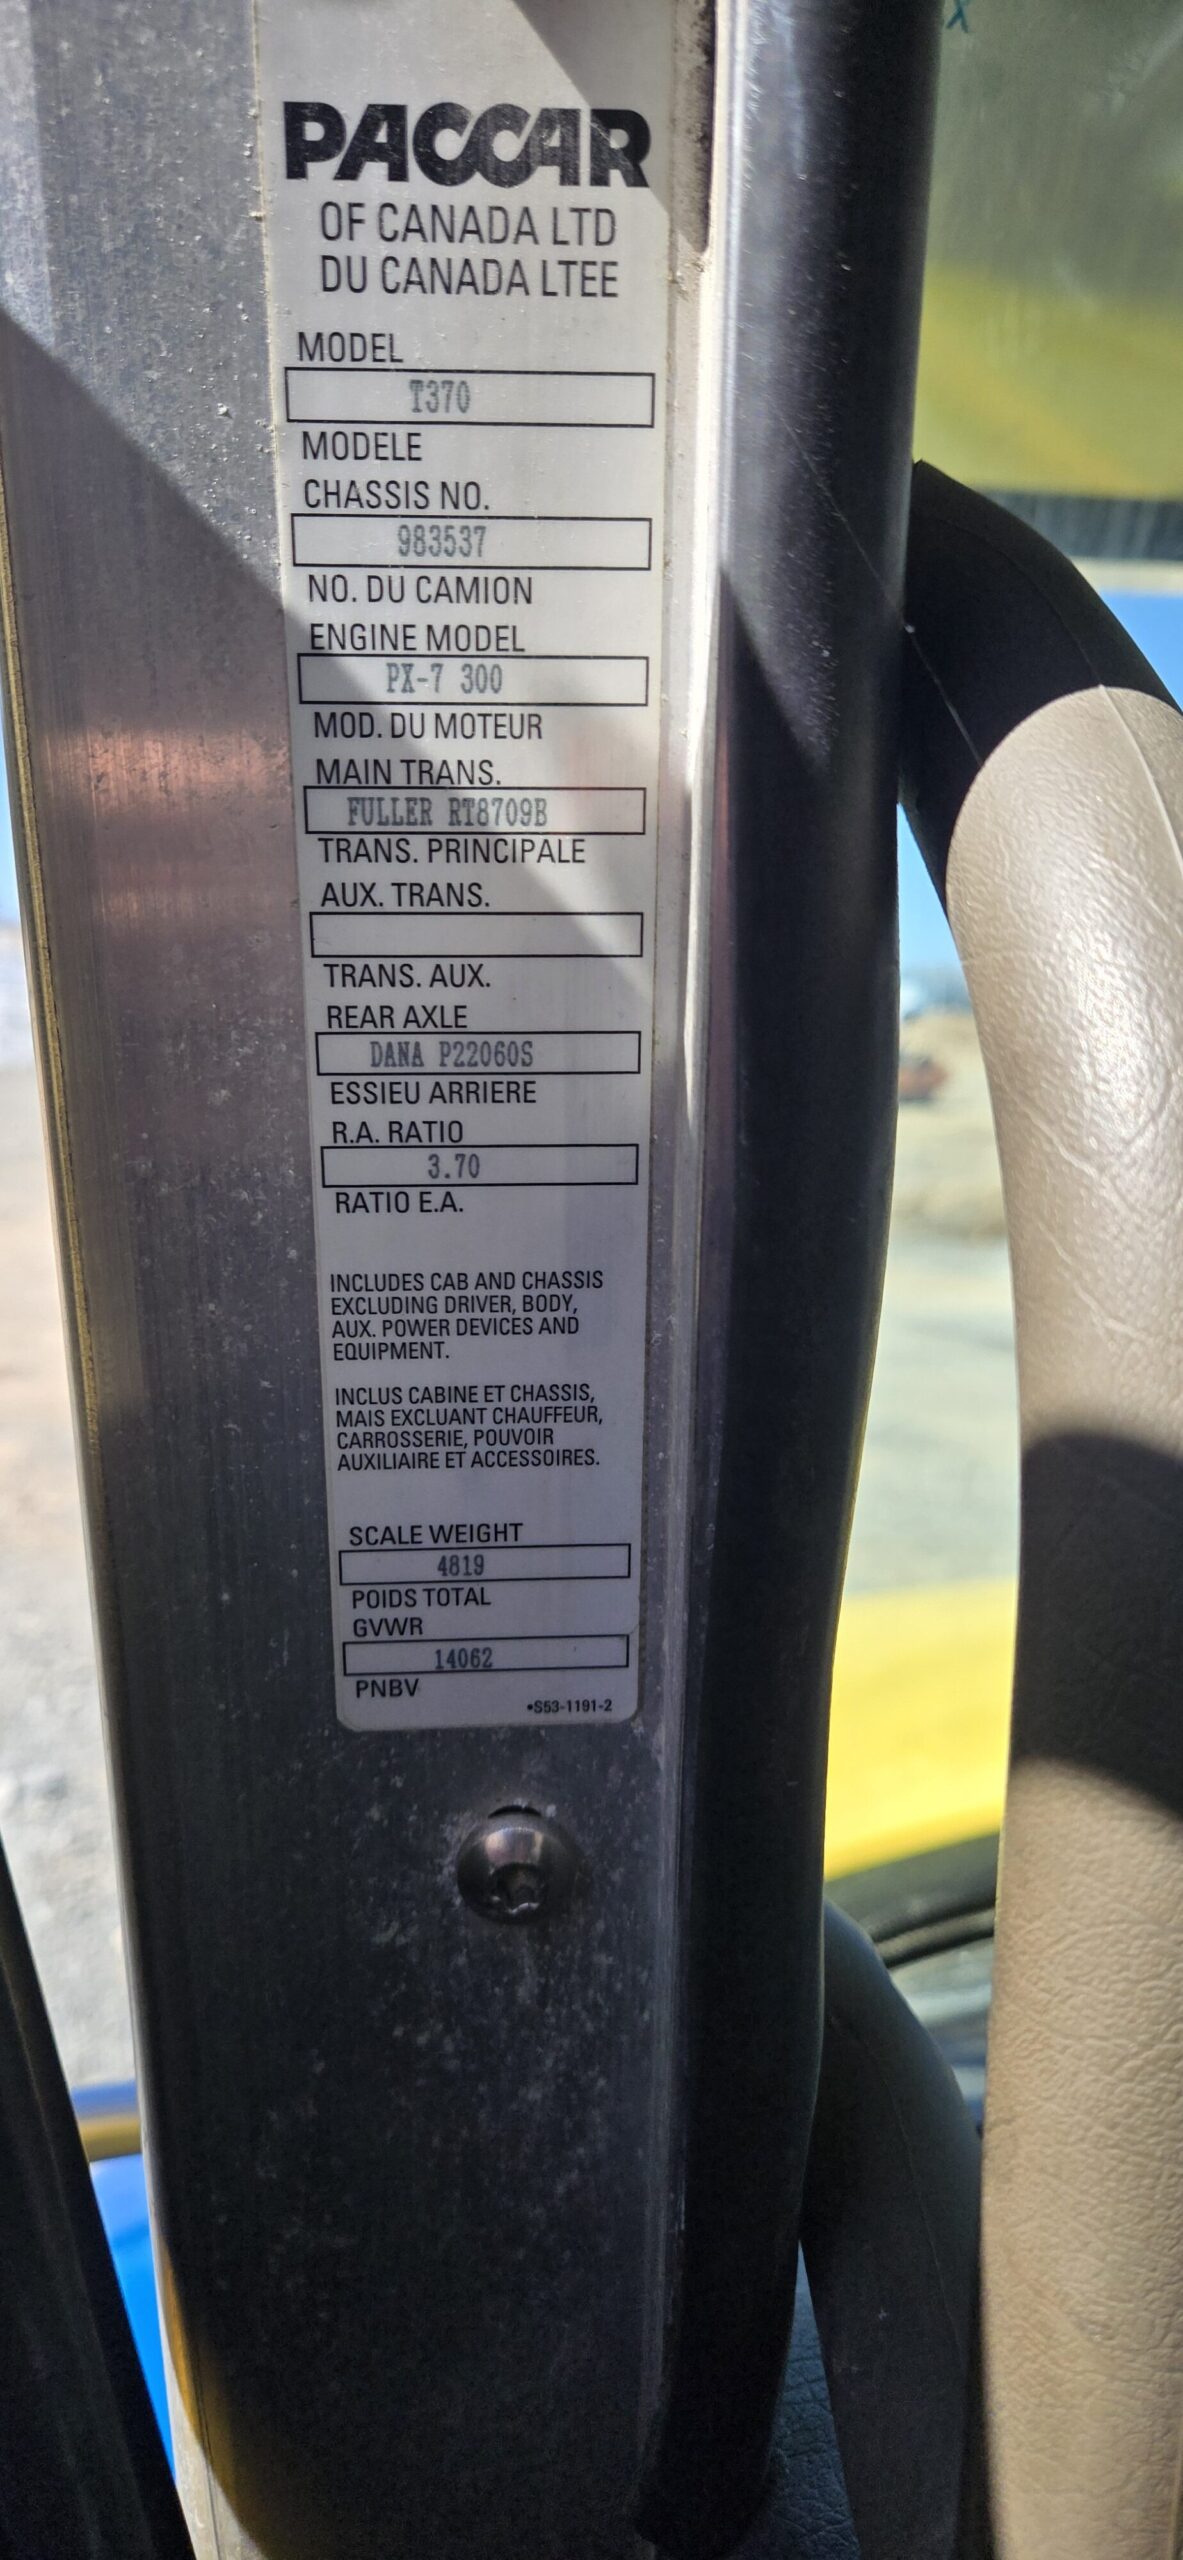 PACCAR
OF CANADA LTD
DU CANADA LTEE
MODEL
T370
MODELE
CHASSIS NO.
983537
NO. DU CAMION
ENGINE MODEL
PX-7 300
MOD. DU MOTEUR
MAIN TRANS.
FULLER RT8709B
TRANS. PRINCIPALE
AUX. TRANS.
TRANS. AUX.
REAR AXLE
DANA P22060S
ESSIEU ARRIERE
R.A. RATIO
3.70
RATIO E.A.
INCLUDES CAB AND CHASSIS
EXCLUDING DRIVER, BODY,
AUX. POWER DEVICES AND
EQUIPMENT.
INCLUS CABINE ET CHASSIS,
MAIS EXCLUANT CHAUFFEUR,
CARROSSERIE, POUVOIR
AUXILIAIRE ET ACCESSOIRES.
SCALE WEIGHT
4819
POIDS TOTAL
GVWR
14062
PNBV
•S53-1191-2